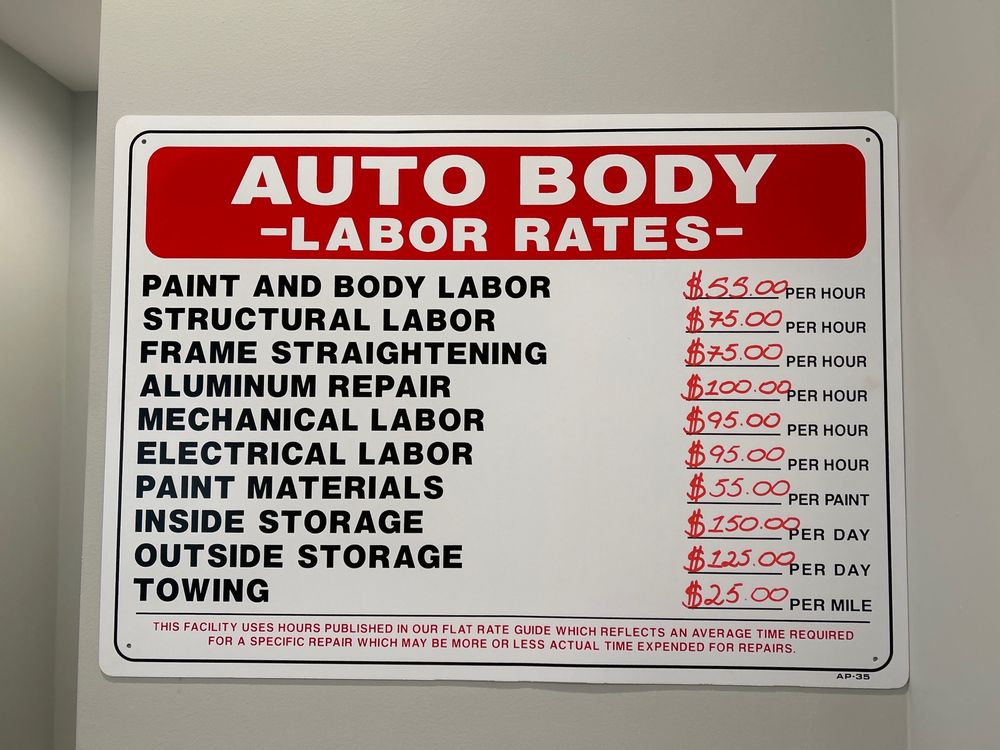 AUTO BODY
-LABOR RATES-
PAINT AND BODY LABOR $55.00 PER HOUR
STRUCTURAL LABOR $75.00 PER HOUR
FRAME STRAIGHTENING $75.00 PER HOUR
ALUMINUM REPAIR $100.00 PER HOUR
MECHANICAL LABOR $95.00 PER HOUR
ELECTRICAL LABOR $95.00 PER HOUR
PAINT MATERIALS $55.00 PER PAINT
INSIDE STORAGE $150.00 PER DAY
OUTSIDE STORAGE $125.00 PER DAY
TOWING $25.00 PER MILE
THIS FACILITY USES HOURS PUBLISHED IN OUR FLAT RATE GUIDE WHICH REFLECTS AN AVERAGE TIME REQUIRED
FOR A SPECIFIC REPAIR WHICH MAY BE MORE OR LESS ACTUAL TIME EXPENDED FOR REPAIRS.
AP-35